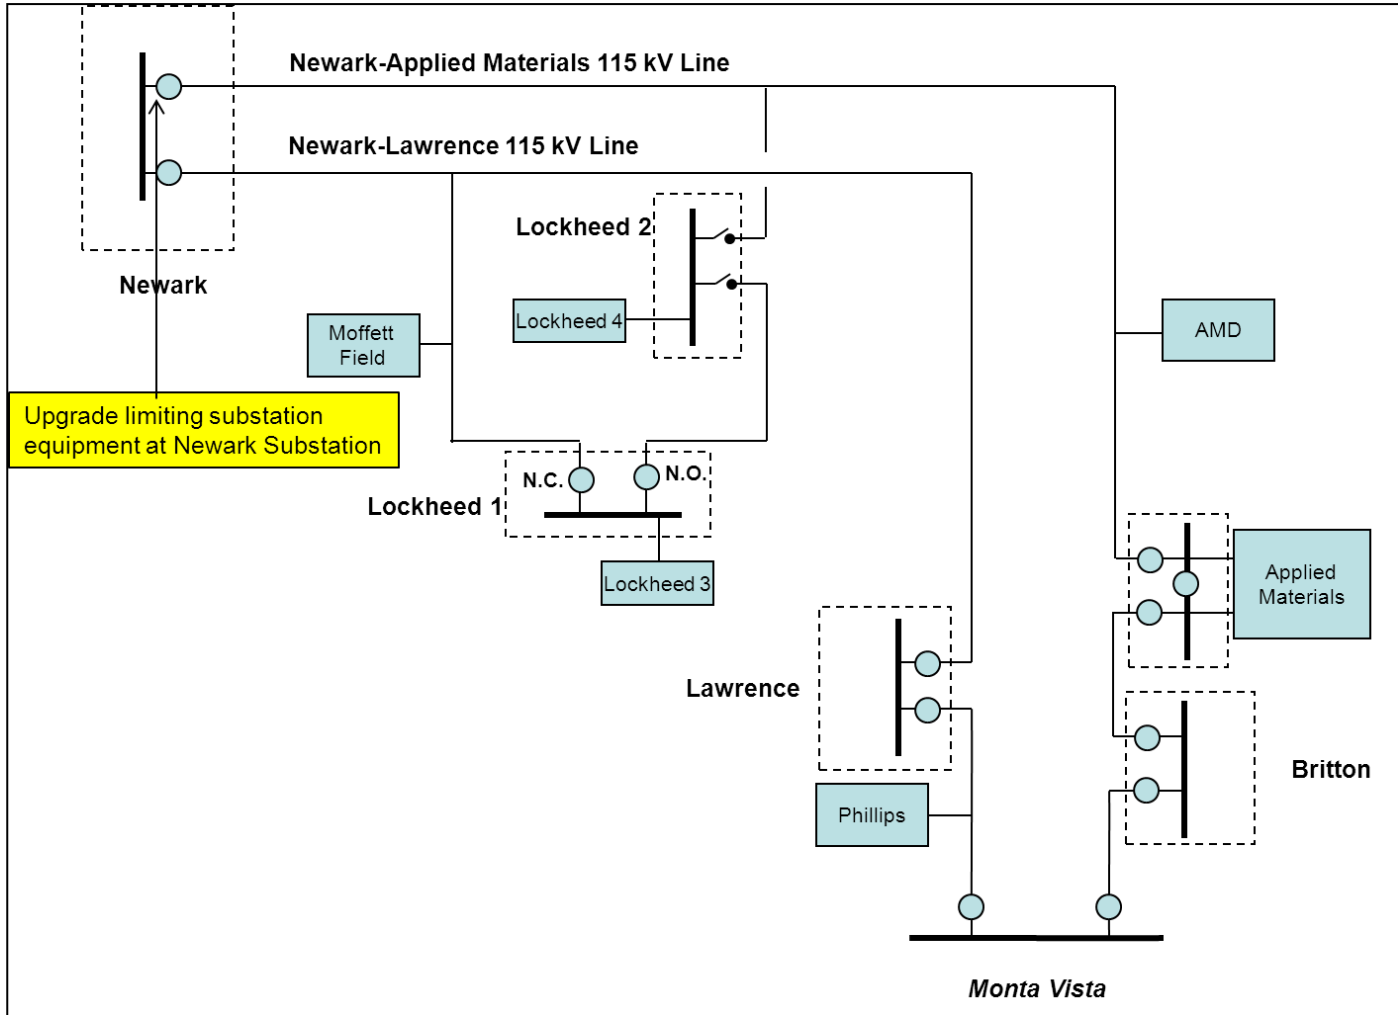 Newark-Applied Materials 115 kV Line
Newark-Lawrence 115 kV Line
Lockheed 2
Newark
Lockheed 4
Moffett
Field
AMD
Upgrade limiting substation
equipment at Newark Substation
N.C.
N.O.
Lockheed 1
Lockheed 3
Applied
Materials
Lawrence
Britton
Phillips
Monta Vista